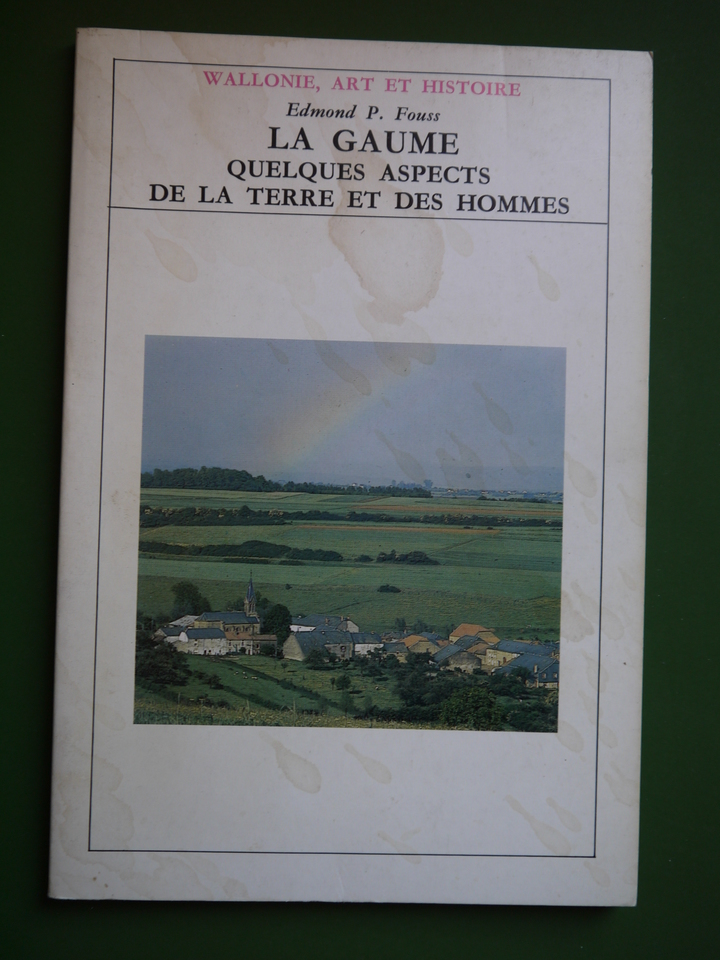 WALLONIE, ART ET HISTOIRE
Edmond P. Fouss
LA GAUME
QUELQUES ASPECTS
DE LA TERRE ET DES HOMMES